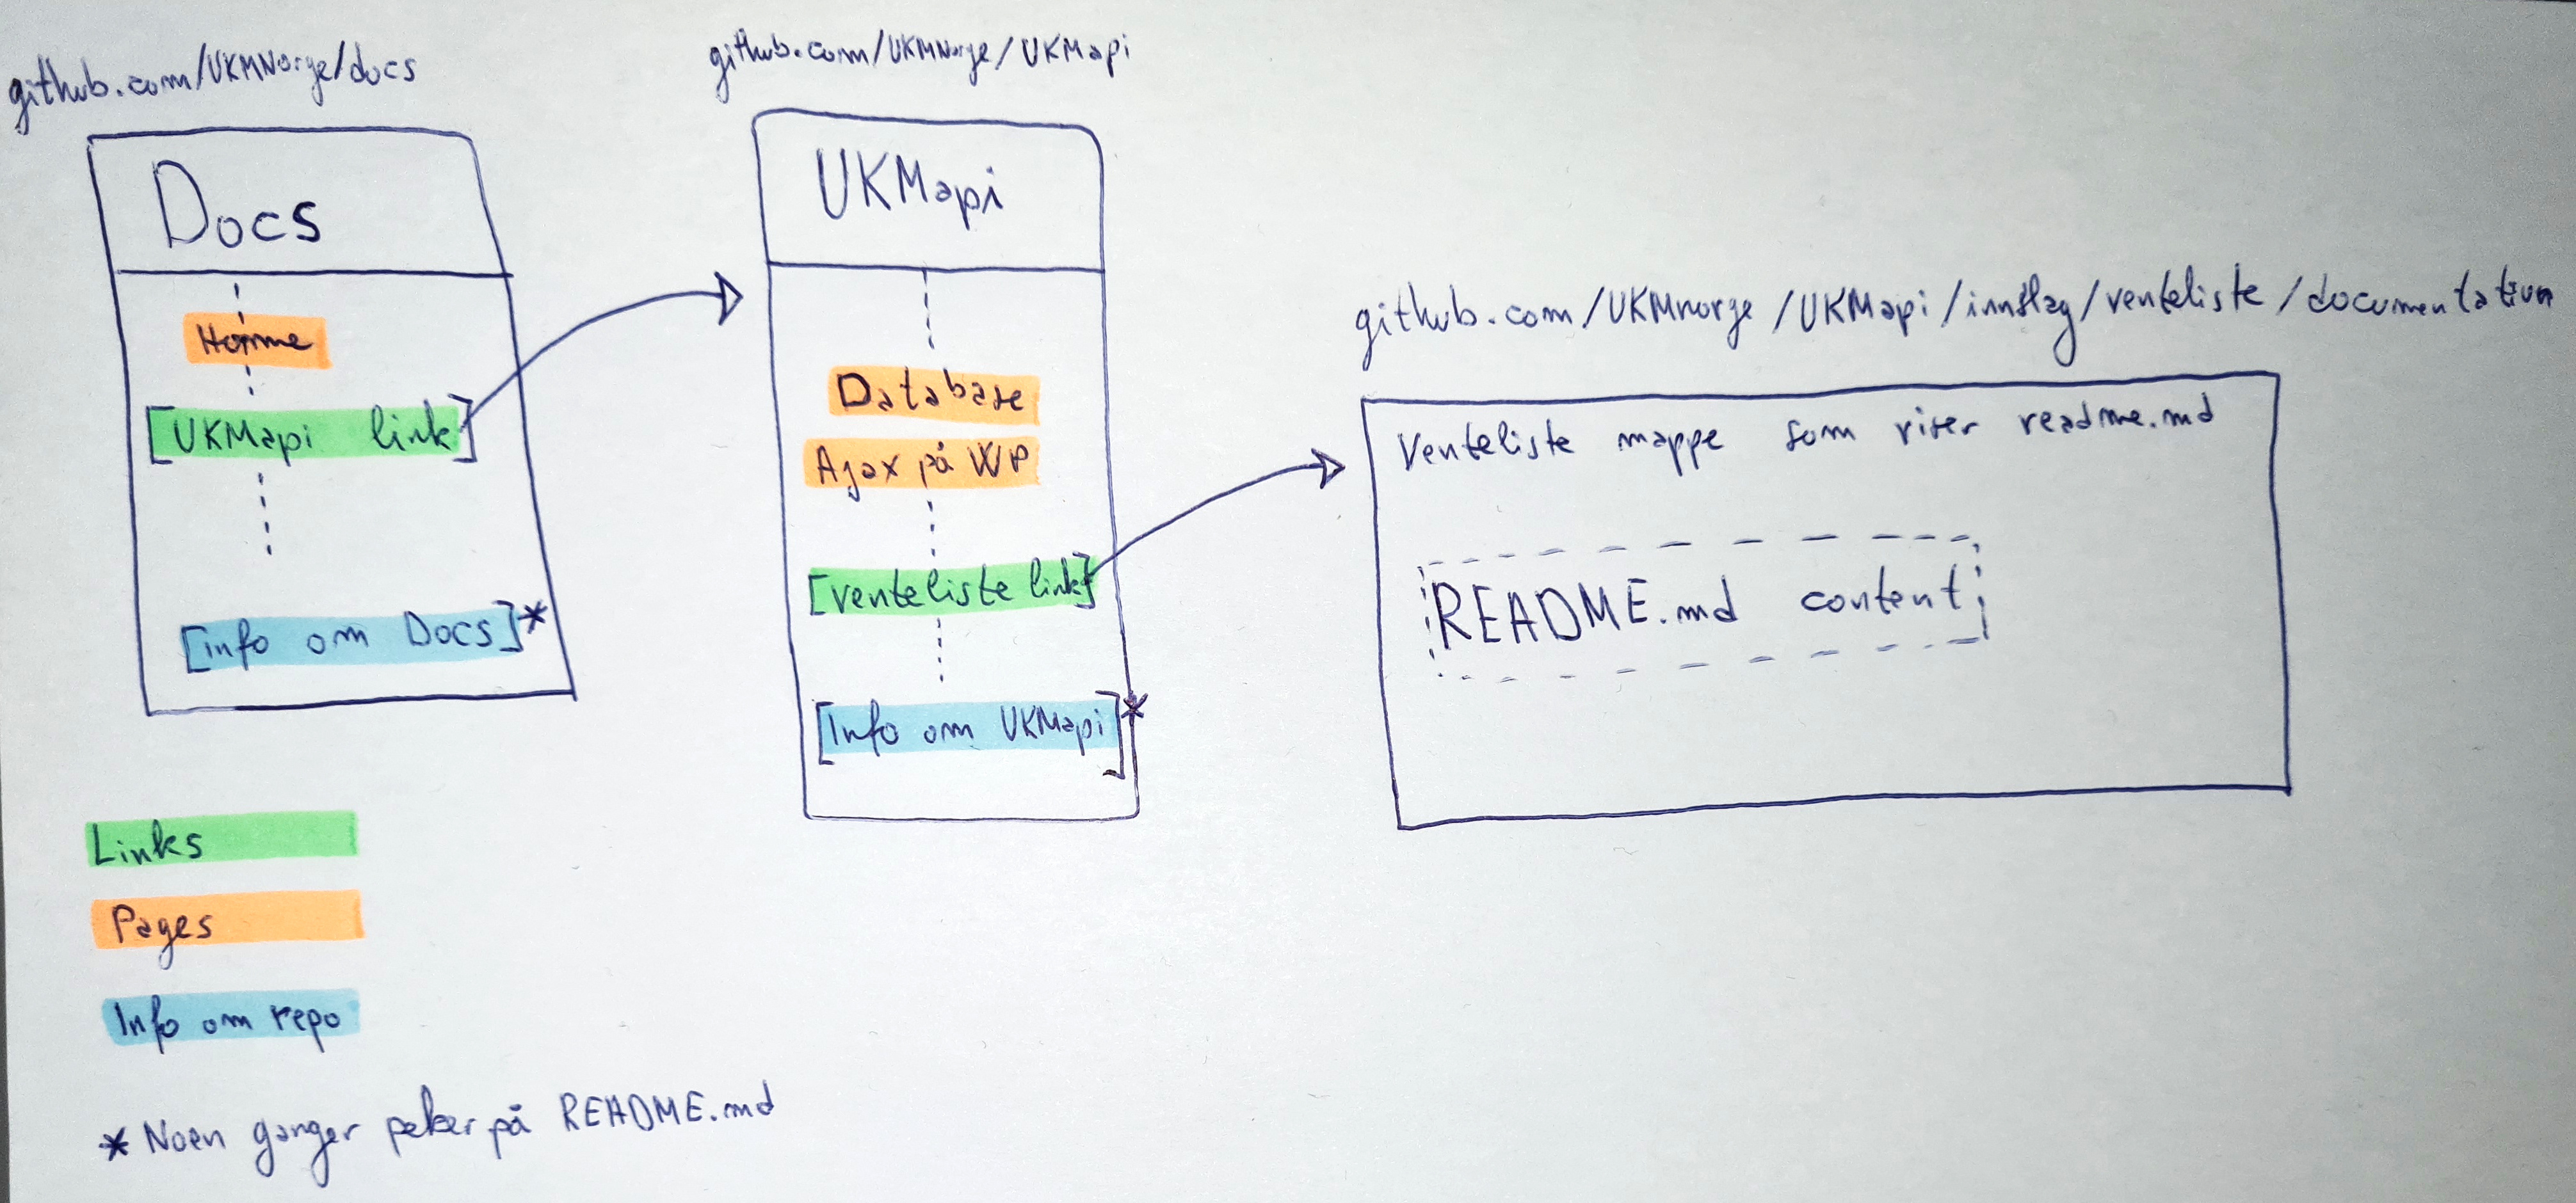 github.com/UKMNorge/docs
Docs
Home
[UKMapi link]
[info om Docs]*
github.com/UKMNorge/UKMapi
UKMapi
Database
Ajax på WP
[venteliste link]
[Info om UKMapi]*
github.com/UKMnorge/UKMapi/innslag/venteliste/documentation
Venteliste mappe som viser readme.md
README.md content
Links
Pages
Info om repo
* Noen ganger peker på README.md